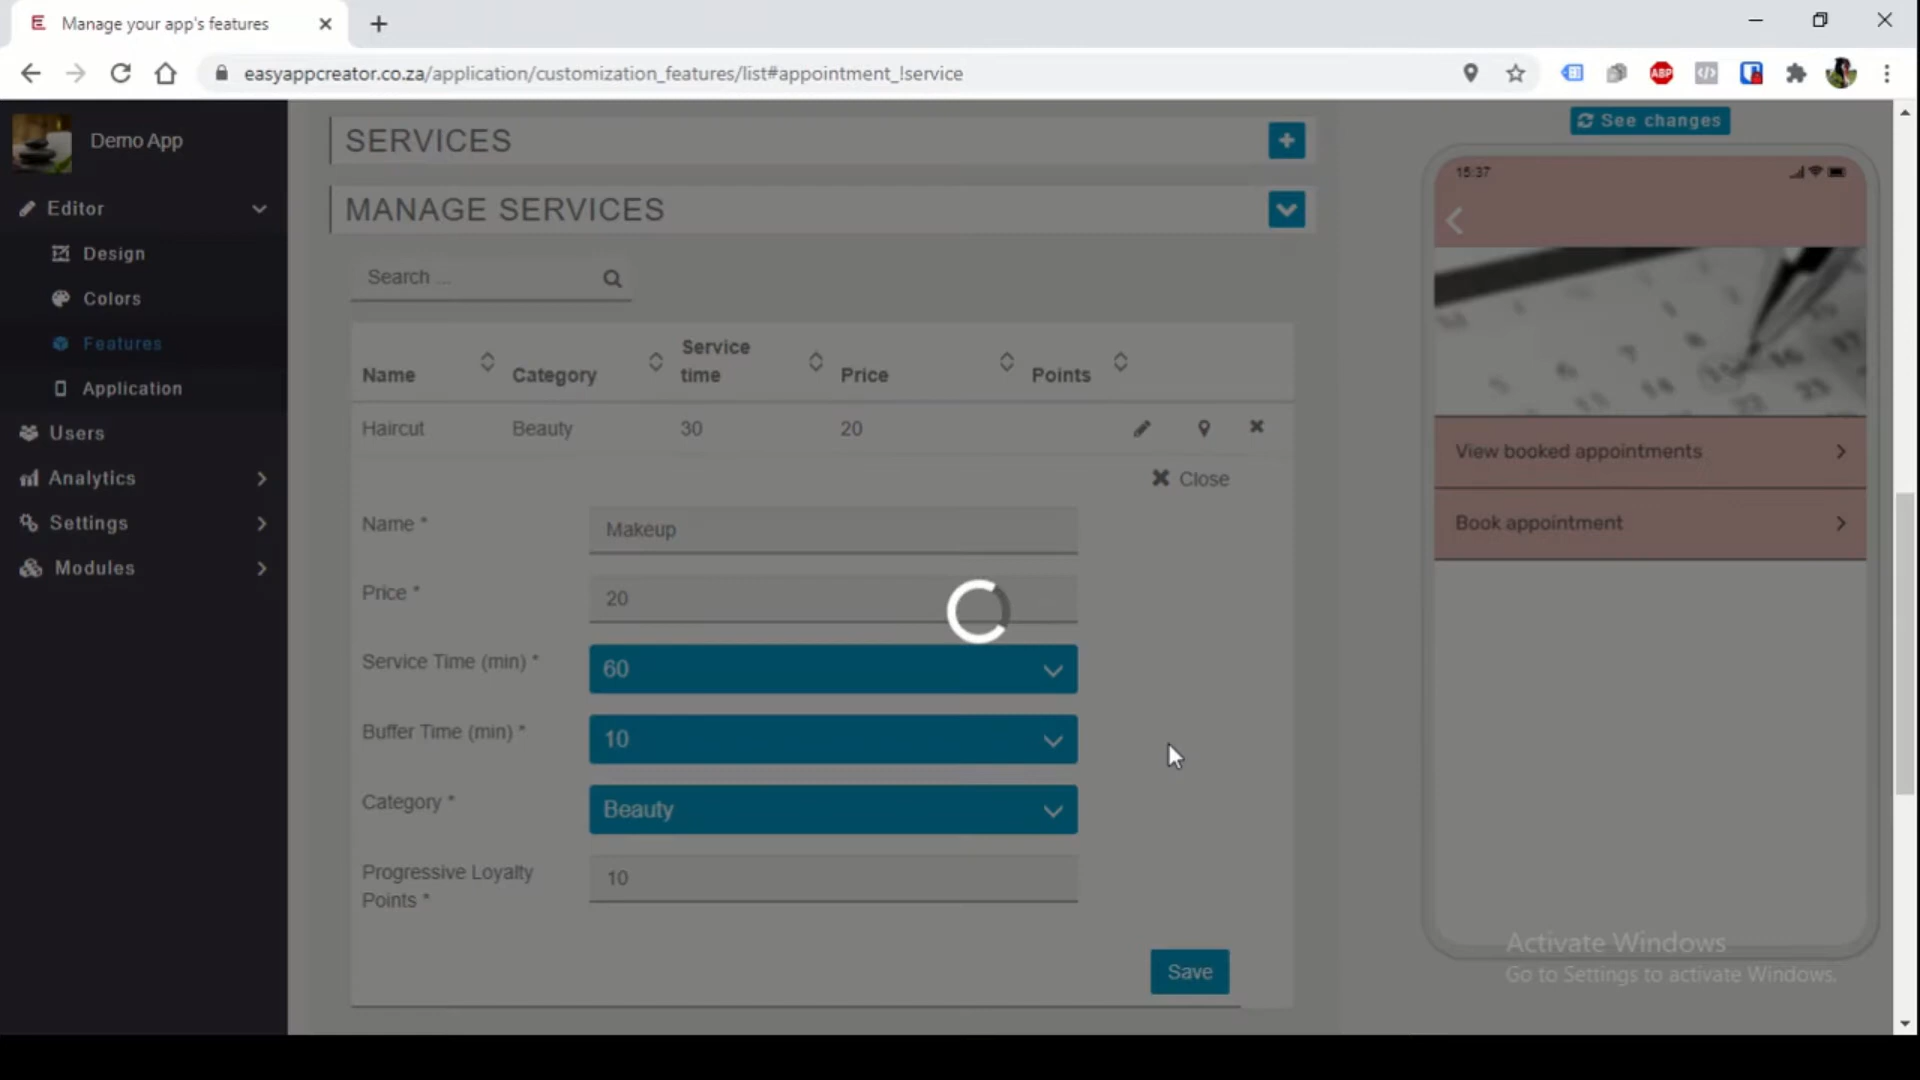 Manage your app's features
easyappcreator.co.za/application/customization_features/list#appointment_!service
ABP
Demo App
Editor
Design
Colors
Features
Application
Users
Analytics
Settings
Modules
SERVICES
MANAGE SERVICES
Search ...
Name Category Service time Price Points
Haircut Beauty 30 20
Close
Name * Makeup
Price * 20
Service Time (min) * 60
Buffer Time (min) * 10
Category * Beauty
Progressive Loyalty
Points *
10
Save
See changes
15:37
View booked appointments
Book appointment
Activate Windows
Go to Settings to activate Windows.